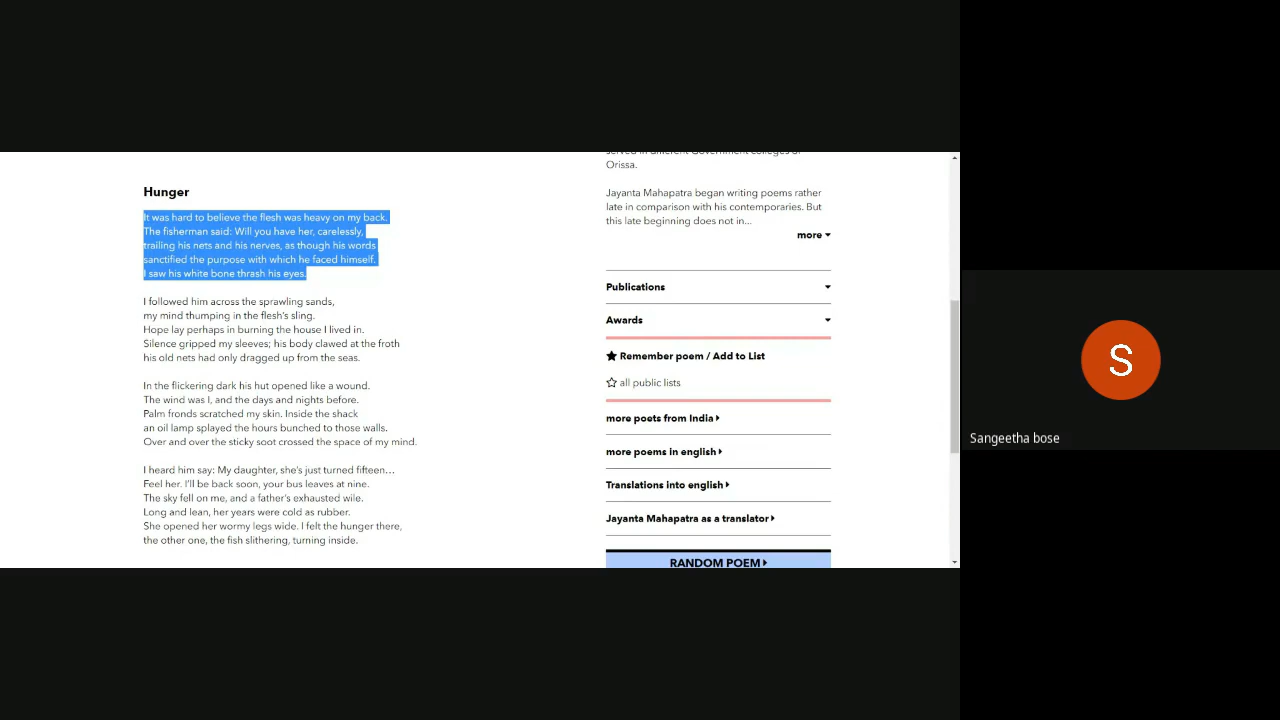 Hunger
It was hard to believe the flesh was heavy on my back.
The fisherman said: Will you have her, carelessly,
trailing his nets and his nerves, as though his words
sanctified the purpose with which he faced himself.
I saw his white bone thrash his eyes.
I followed him across the sprawling sands,
my mind thumping in the flesh's sling.
Hope lay perhaps in burning the house I lived in.
Silence gripped my sleeves; his body clawed at the froth
his old nets had only dragged up from the seas.
In the flickering dark his hut opened like a wound.
The wind was I, and the days and nights before.
Palm fronds scratched my skin. Inside the shack
an oil lamp splayed the hours bunched to those walls.
Over and over the sticky soot crossed the space of my mind.
I heard him say: My daughter, she's just turned fifteen…
Feel her. I'll be back soon, your bus leaves at nine.
The sky fell on me, and a father's exhausted wile.
Long and lean, her years were cold as rubber.
She opened her wormy legs wide. I felt the hunger there,
the other one, the fish slithering, turning inside.
served in different Government colleges of
Orissa.
Jayanta Mahapatra began writing poems rather
late in comparison with his contemporaries. But
this late beginning does not in...
more
Publications
Awards
Remember poem / Add to List
all public lists
more poets from India
more poems in english
Translations into english
Jayanta Mahapatra as a translator
RANDOM POEM
S
Sangeetha bose